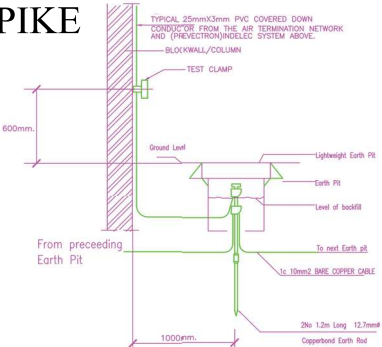 PIKE
TYPICAL 25mmX3mm PVC COVERED DOWN
CONDUCTOR FROM THE AIR TERMINATION NETWORK
AND (PREVECTRON)INDELEC SYSTEM ABOVE.
BLOCKWALL/COLUMN
TEST CLAMP
600mm.
Ground Level
Lightweight Earth Pit
Earth Pit
Level of backfill
From preceeding
Earth Pit
To next Earth pit
1c 10mm2 BARE COPPER CABLE
1000mm.
2No 1.2m Long 12.7mmø
Copperbond Earth Rod